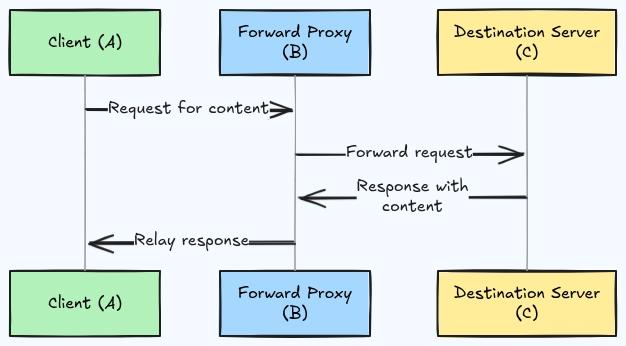 Client (A)
Forward Proxy
(B)
Destination Server
(C)
Request for content
Forward request
Response with
content
Relay response
Client (A)
Forward Proxy
(B)
Destination Server
(C)